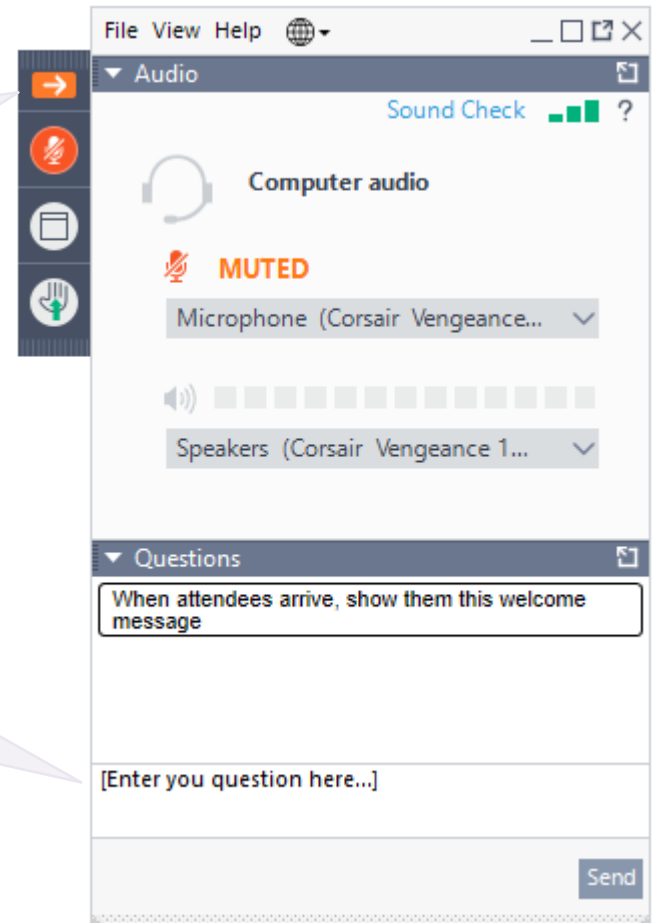 File View Help
Audio
Sound Check ?
Computer audio
MUTED
Microphone (Corsair Vengeance...
Speakers (Corsair Vengeance 1...
Questions
When attendees arrive, show them this welcome
message
[Enter you question here...]
Send